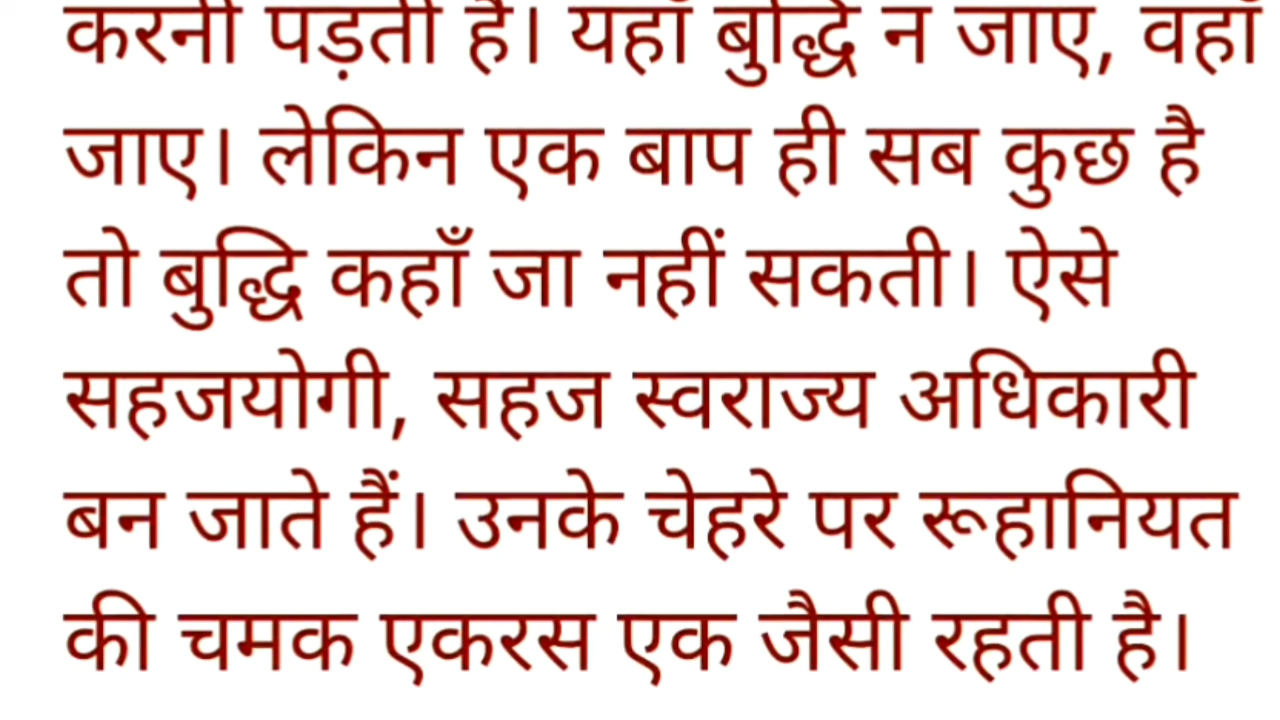 करनी पड़ती है। यहाँ बुद्धि न जाए, वहाँ
जाए। लेकिन एक बाप ही सब कुछ है
तो बुद्धि कहाँ जा नहीं सकती। ऐसे
सहजयोगी, सहज स्वराज्य अधिकारी
बन जाते हैं। उनके चेहरे पर रूहानियत
की चमक एकरस एक जैसी रहती है।